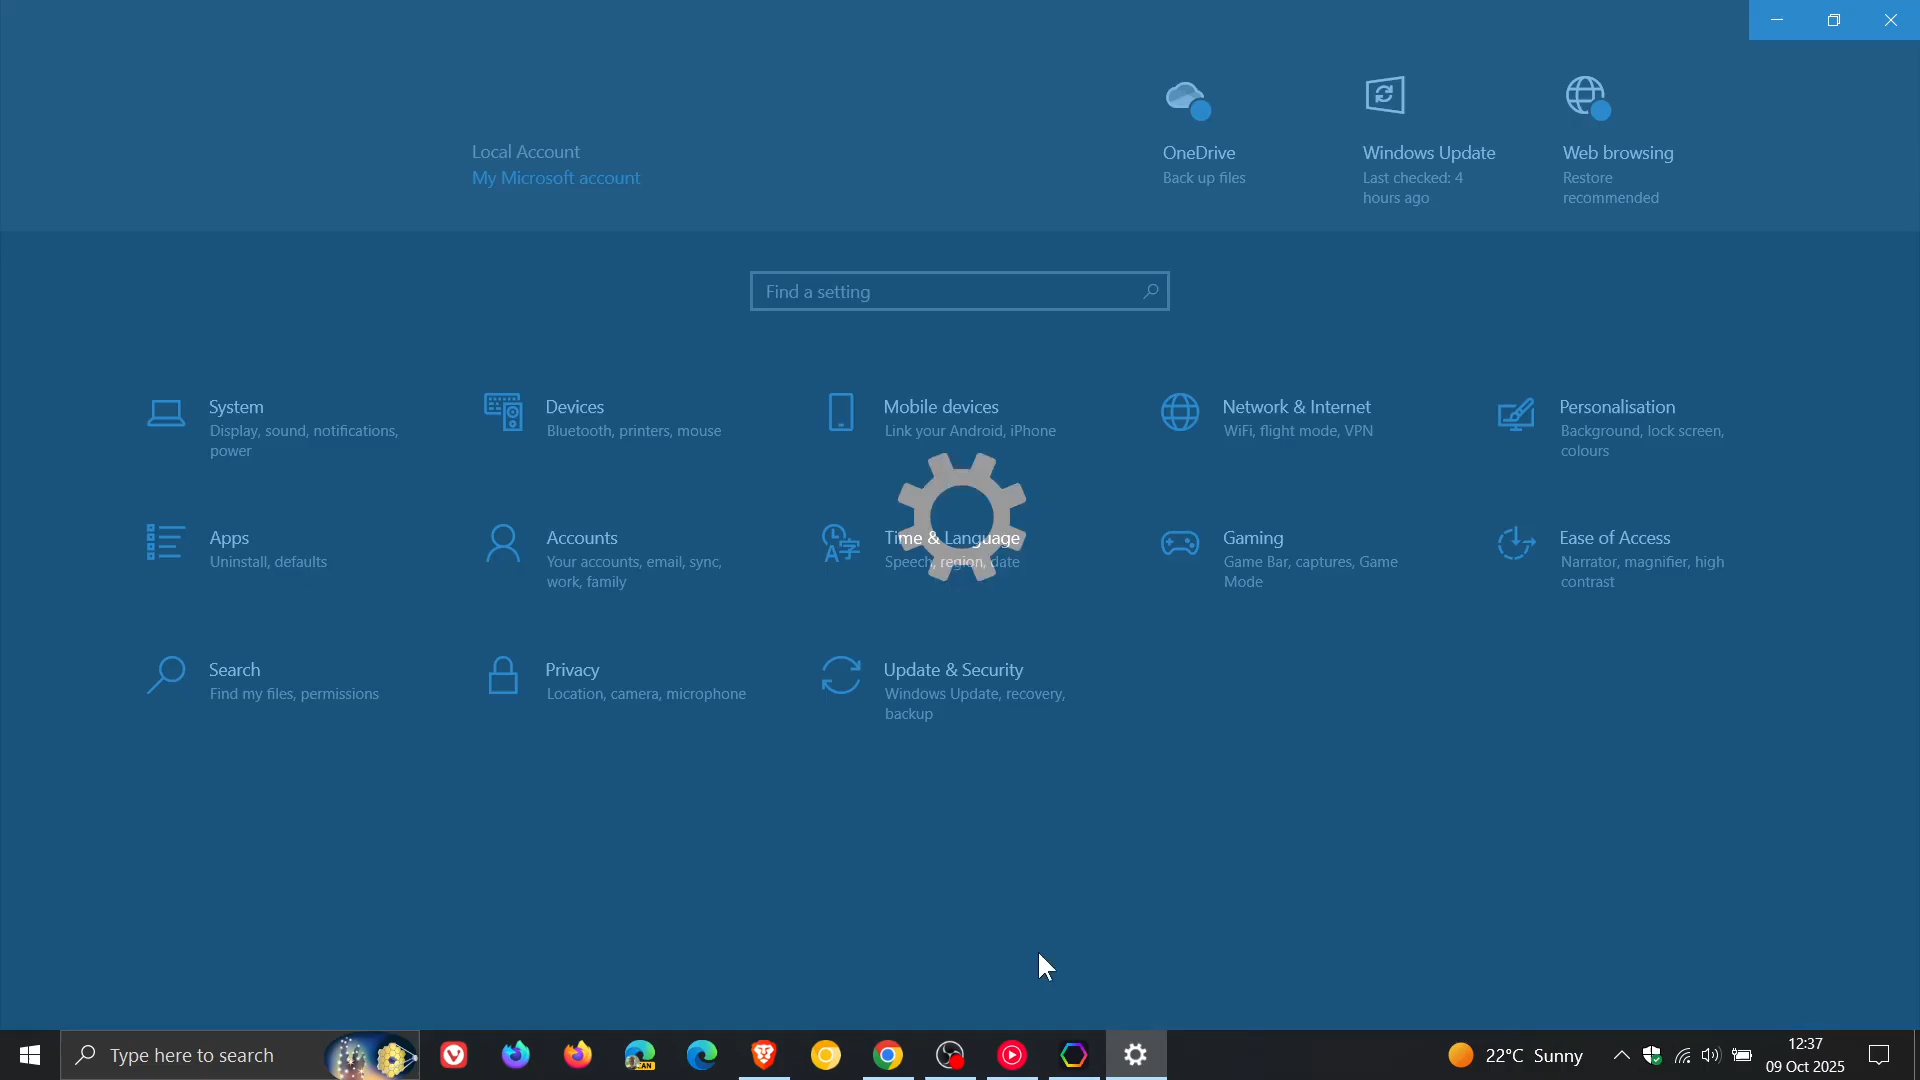 Local Account
My Microsoft account
OneDrive
Back up files
Windows Update
Last checked: 4
hours ago
Web browsing
Restore
recommended
Find a setting
System
Display, sound, notifications,
power
Devices
Bluetooth, printers, mouse
Mobile devices
Link your Android, iPhone
Network & Internet
WiFi, flight mode, VPN
Personalisation
Background, lock screen,
colours
Apps
Uninstall, defaults
Accounts
Your accounts, email, sync,
work, family
Time & Language
Speech, region, date
Gaming
Game Bar, captures, Game
Mode
Ease of Access
Narrator, magnifier, high
contrast
Search
Find my files, permissions
Privacy
Location, camera, microphone
Update & Security
Windows Update, recovery,
backup
Type here to search
CAN
22°C Sunny
12:37
09 Oct 2025